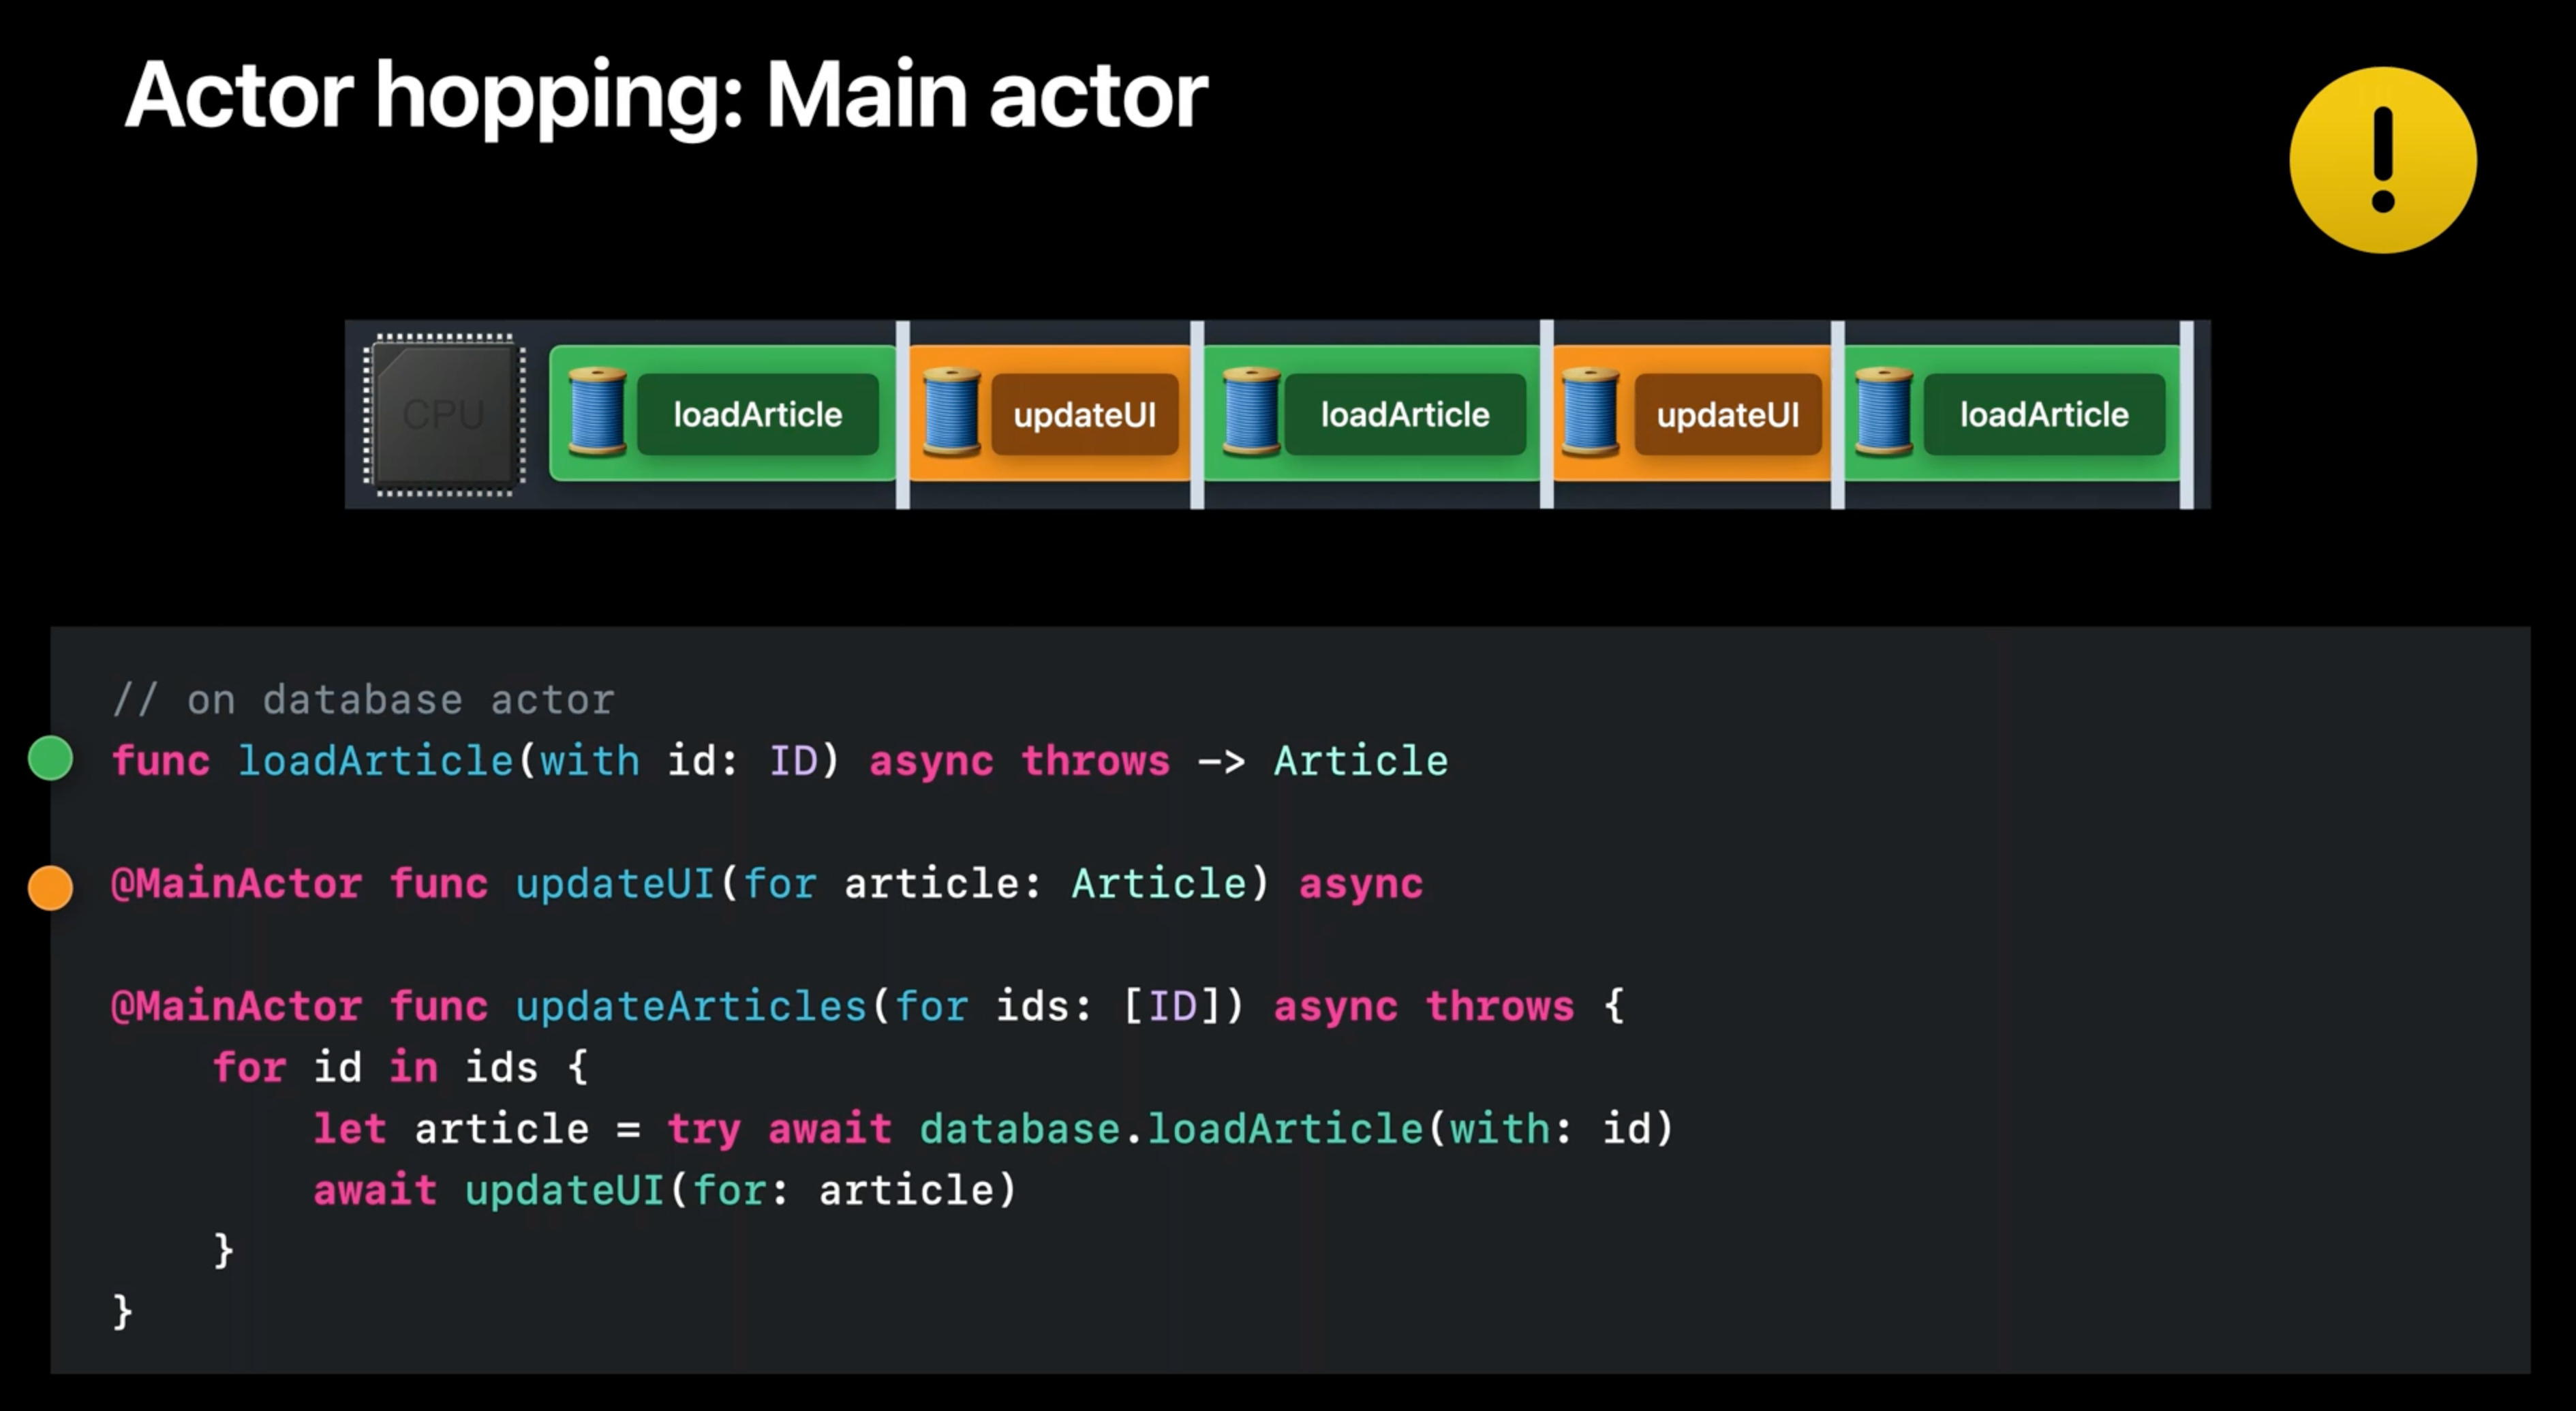 Actor hopping: Main actor
CPU
loadArticle
updateUI
loadArticle
updateUI
loadArticle
// on database actor
func loadArticle(with id: ID) async throws -> Article
@MainActor func updateUI(for article: Article) async
@MainActor func updateArticles(for ids: [ID]) async throws {
    for id in ids {
        let article = try await database.loadArticle(with: id)
        await updateUI(for: article)
    }
}